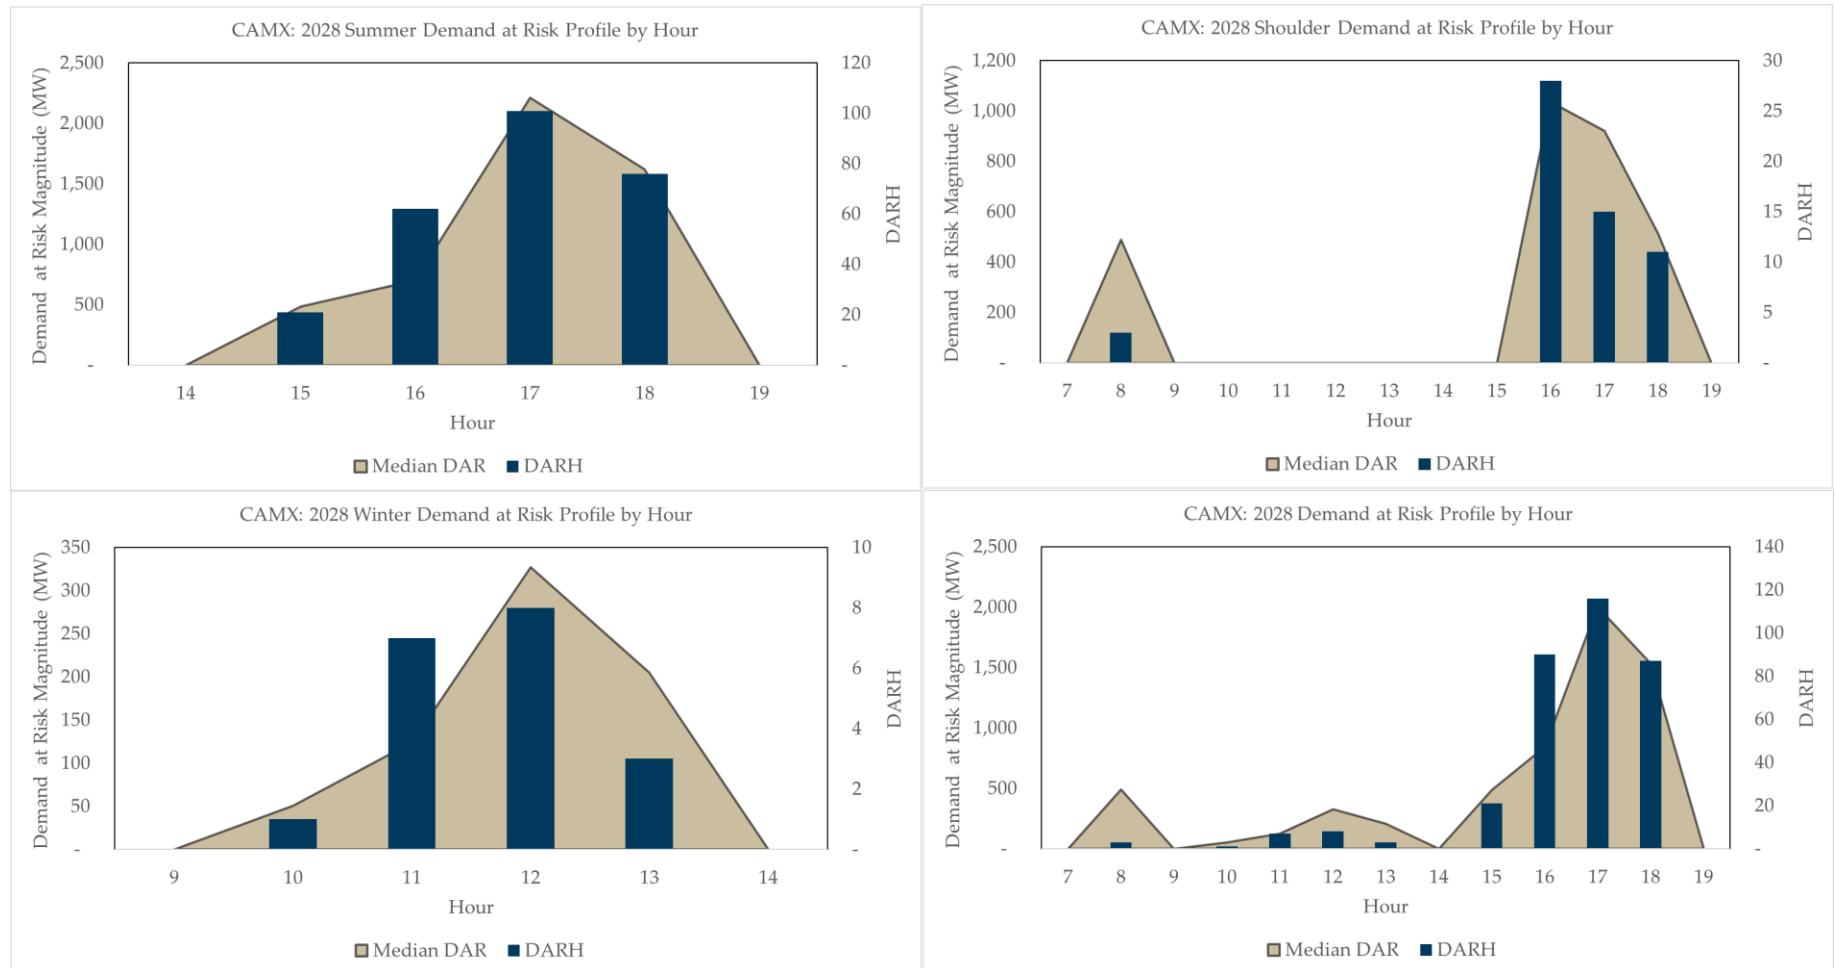 CAMX: 2028 Summer Demand at Risk Profile by Hour
Demand at Risk Magnitude (MW)
2,500
2,000
1,500
1,000
500
-
120
100
80
60
40
20
-
DARH
14 15 16 17 18 19
Hour
Median DAR DARH
CAMX: 2028 Shoulder Demand at Risk Profile by Hour
Demand at Risk Magnitude (MW)
1,200
1,000
800
600
400
200
-
30
25
20
15
10
5
-
DARH
7 8 9 10 11 12 13 14 15 16 17 18 19
Hour
Median DAR DARH
CAMX: 2028 Winter Demand at Risk Profile by Hour
Demand at Risk Magnitude (MW)
350
300
250
200
150
100
50
-
10
8
6
4
2
-
DARH
9 10 11 12 13 14
Hour
Median DAR DARH
CAMX: 2028 Demand at Risk Profile by Hour
Demand at Risk Magnitude (MW)
2,500
2,000
1,500
1,000
500
-
140
120
100
80
60
40
20
-
DARH
7 8 9 10 11 12 13 14 15 16 17 18 19
Hour
Median DAR DARH